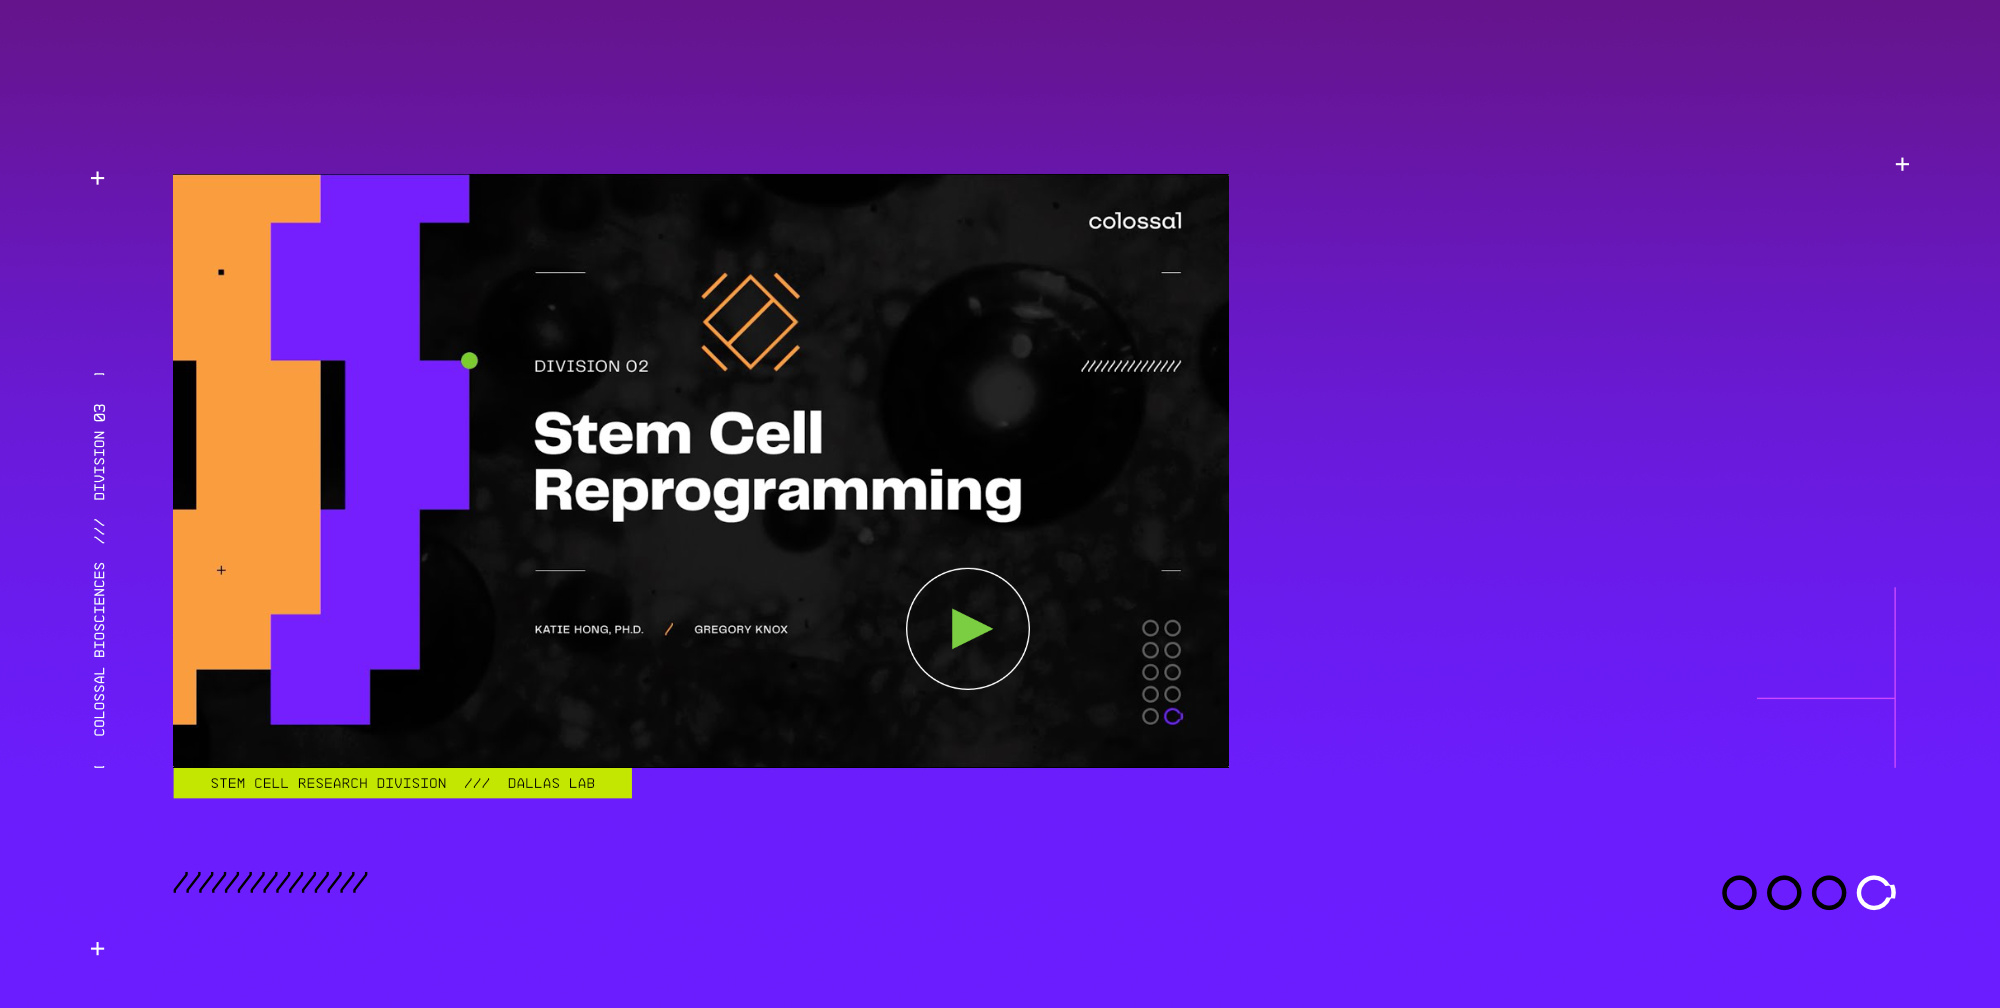 colossal
DIVISION 02
Stem Cell
Reprogramming
KATIE HONG, PH.D. / GREGORY KNOX
STEM CELL RESEARCH DIVISION /// DALLAS LAB
[ COLOSSAL BIOSCIENCES /// DIVISION 03 ]